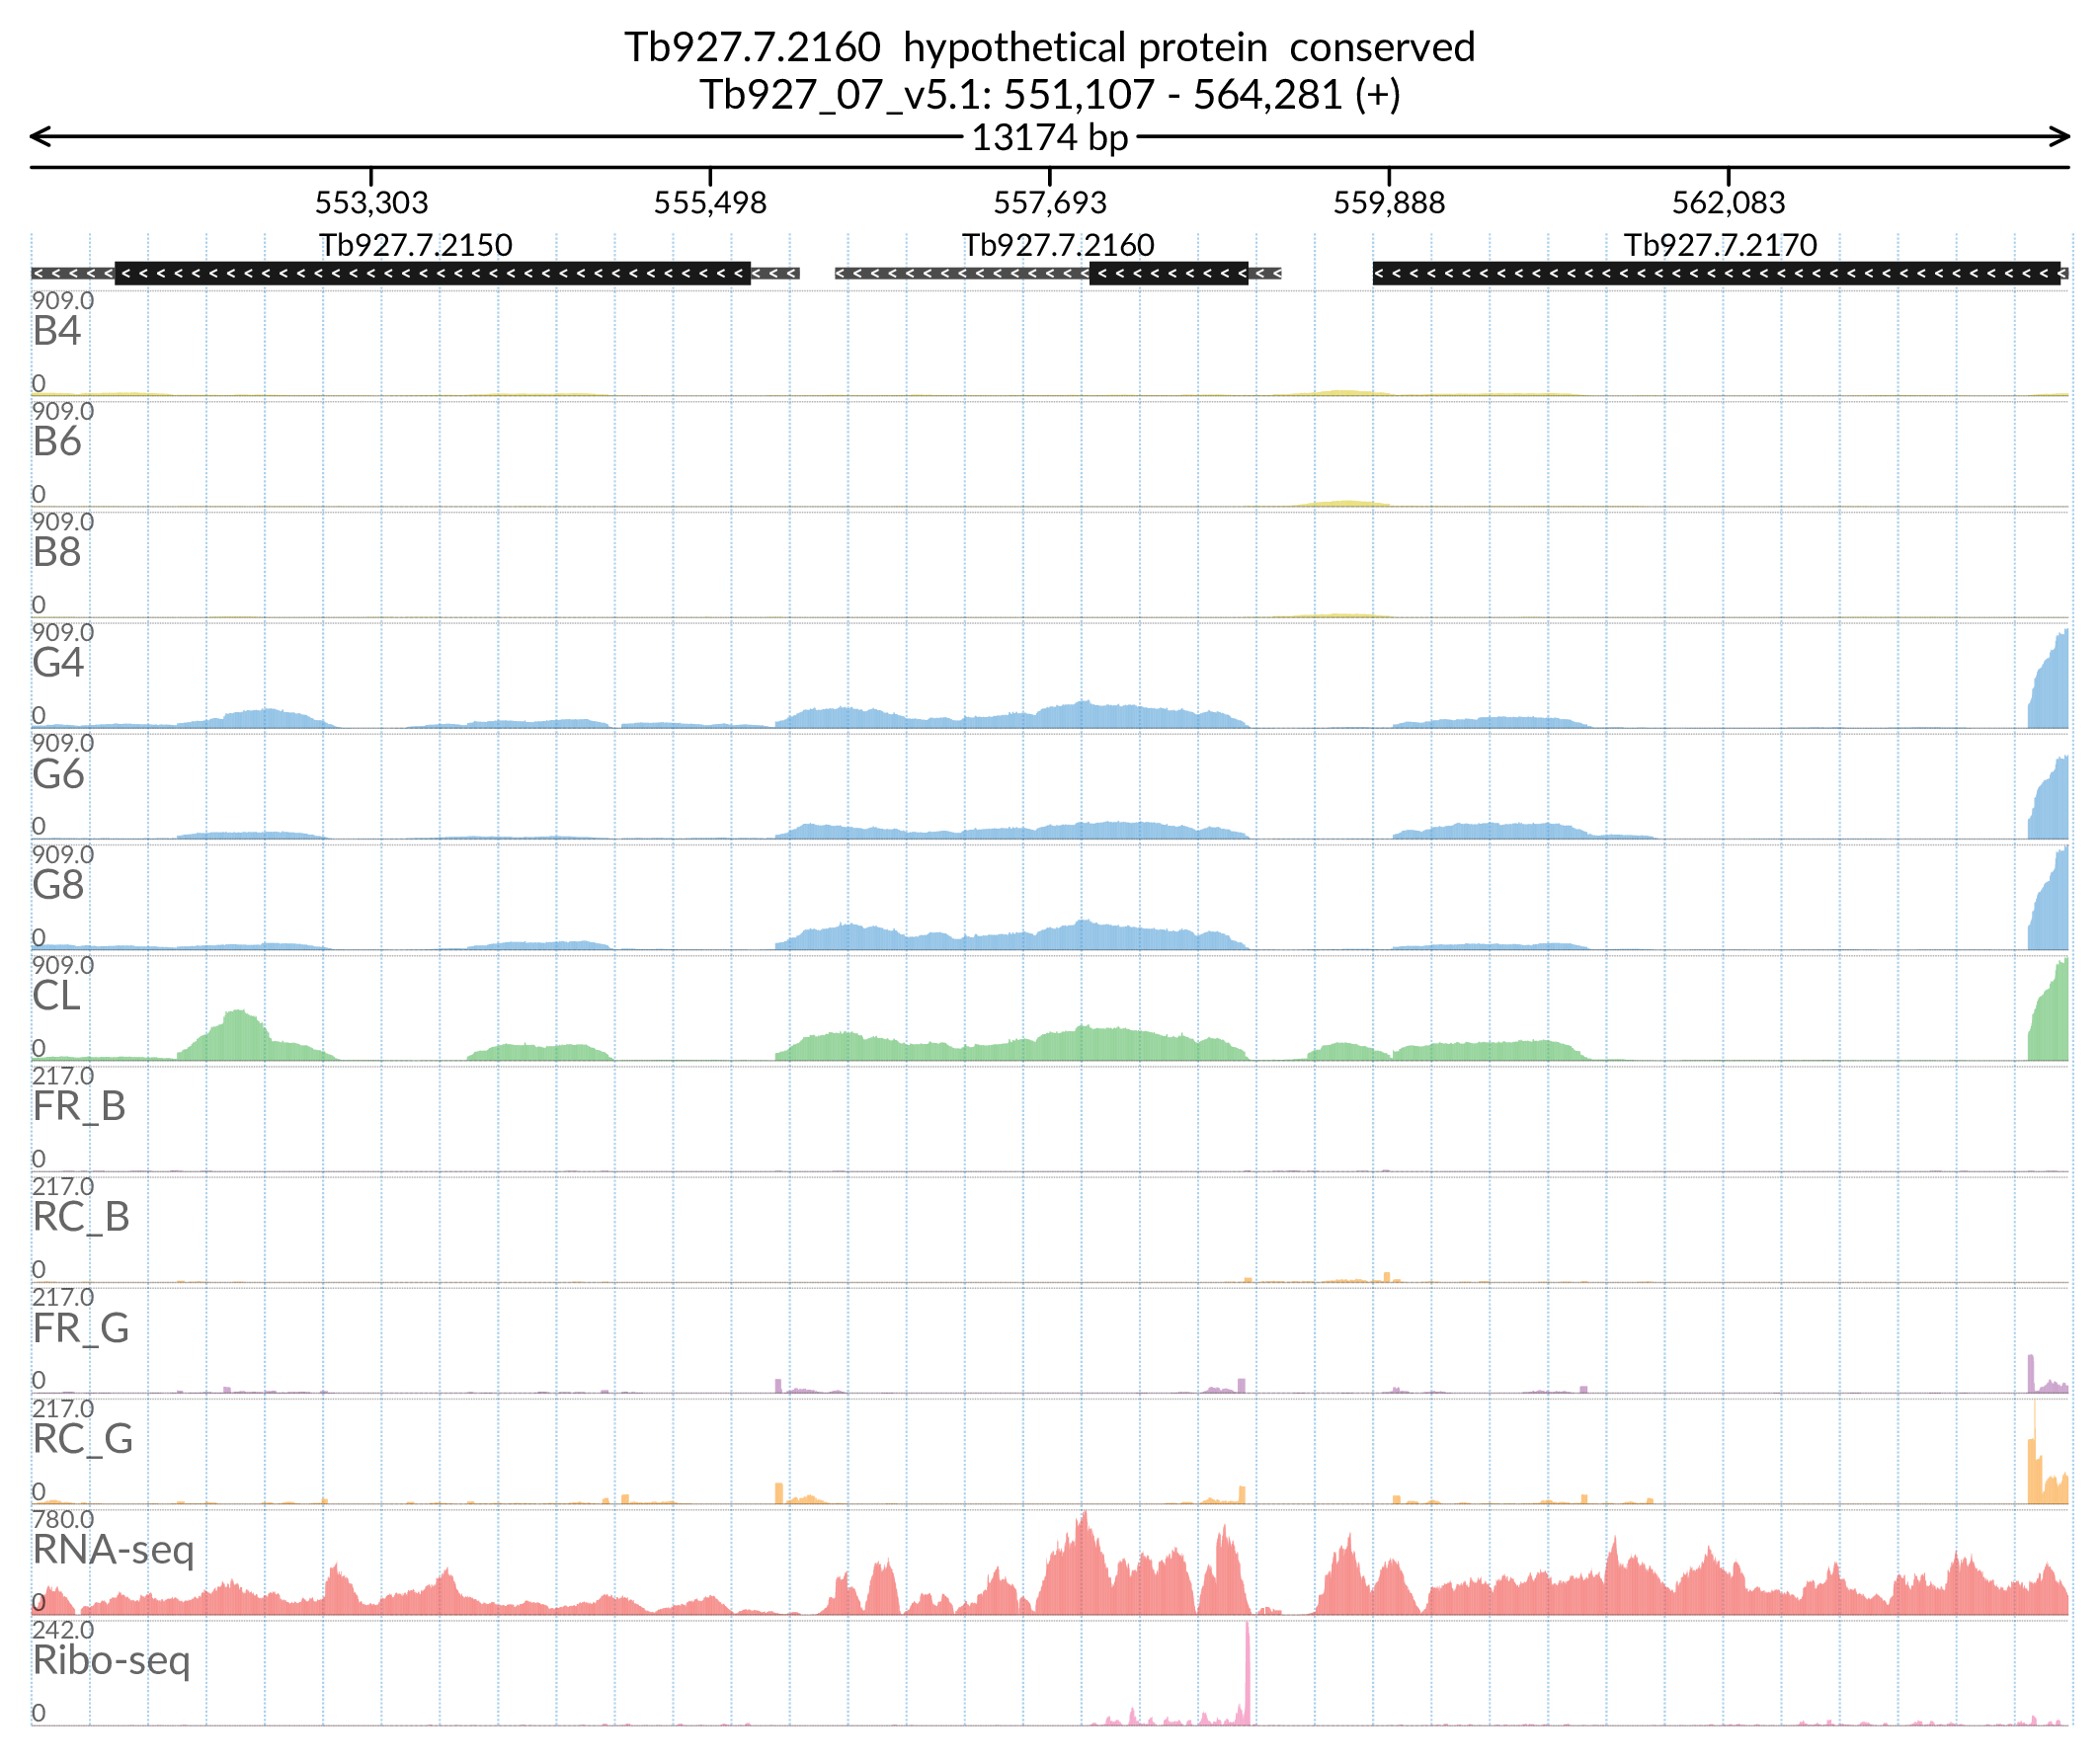 Tb927.7.2160 hypothetical protein conserved
Tb927_07_v5.1: 551,107 - 564,281 (+)
13174 bp
553,303 555,498 557,693 559,888 562,083
Tb927.7.2150 Tb927.7.2160 Tb927.7.2170
909.0
B4
0
909.0
B6
0
909.0
B8
0
909.0
G4
0
909.0
G6
0
909.0
G8
0
909.0
CL
0
217.0
FR_B
0
217.0
RC_B
0
217.0
FR_G
0
217.0
RC_G
0
780.0
RNA-seq
0
242.0
Ribo-seq
0